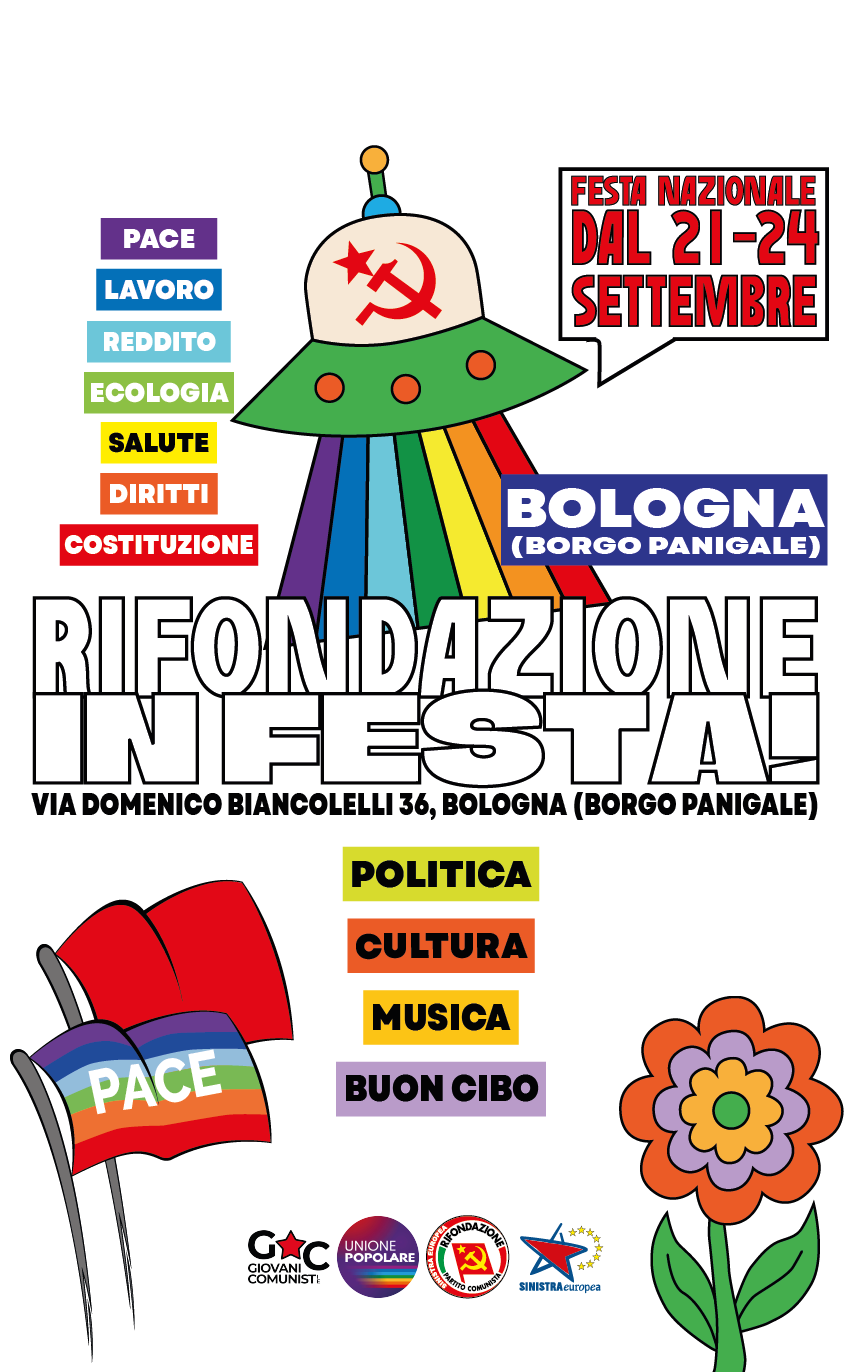 FESTA NAZIONALE
DAL 21-24
SETTEMBRE
PACE
LAVORO
REDDITO
ECOLOGIA
SALUTE
DIRITTI
COSTITUZIONE
BOLOGNA
(BORGO PANIGALE)
RIFONDAZIONE
IN FESTA!
VIA DOMENICO BIANCOLELLI 36, BOLOGNA (BORGO PANIGALE)
POLITICA
CULTURA
MUSICA
BUON CIBO
PACE
GC
GIOVANI
COMUNIST
UNIONE
POPOLARE
SINISTRA EUROPEA
RIFONDAZIONE
PARTITO COMUNISTA
SINISTRAeuropea